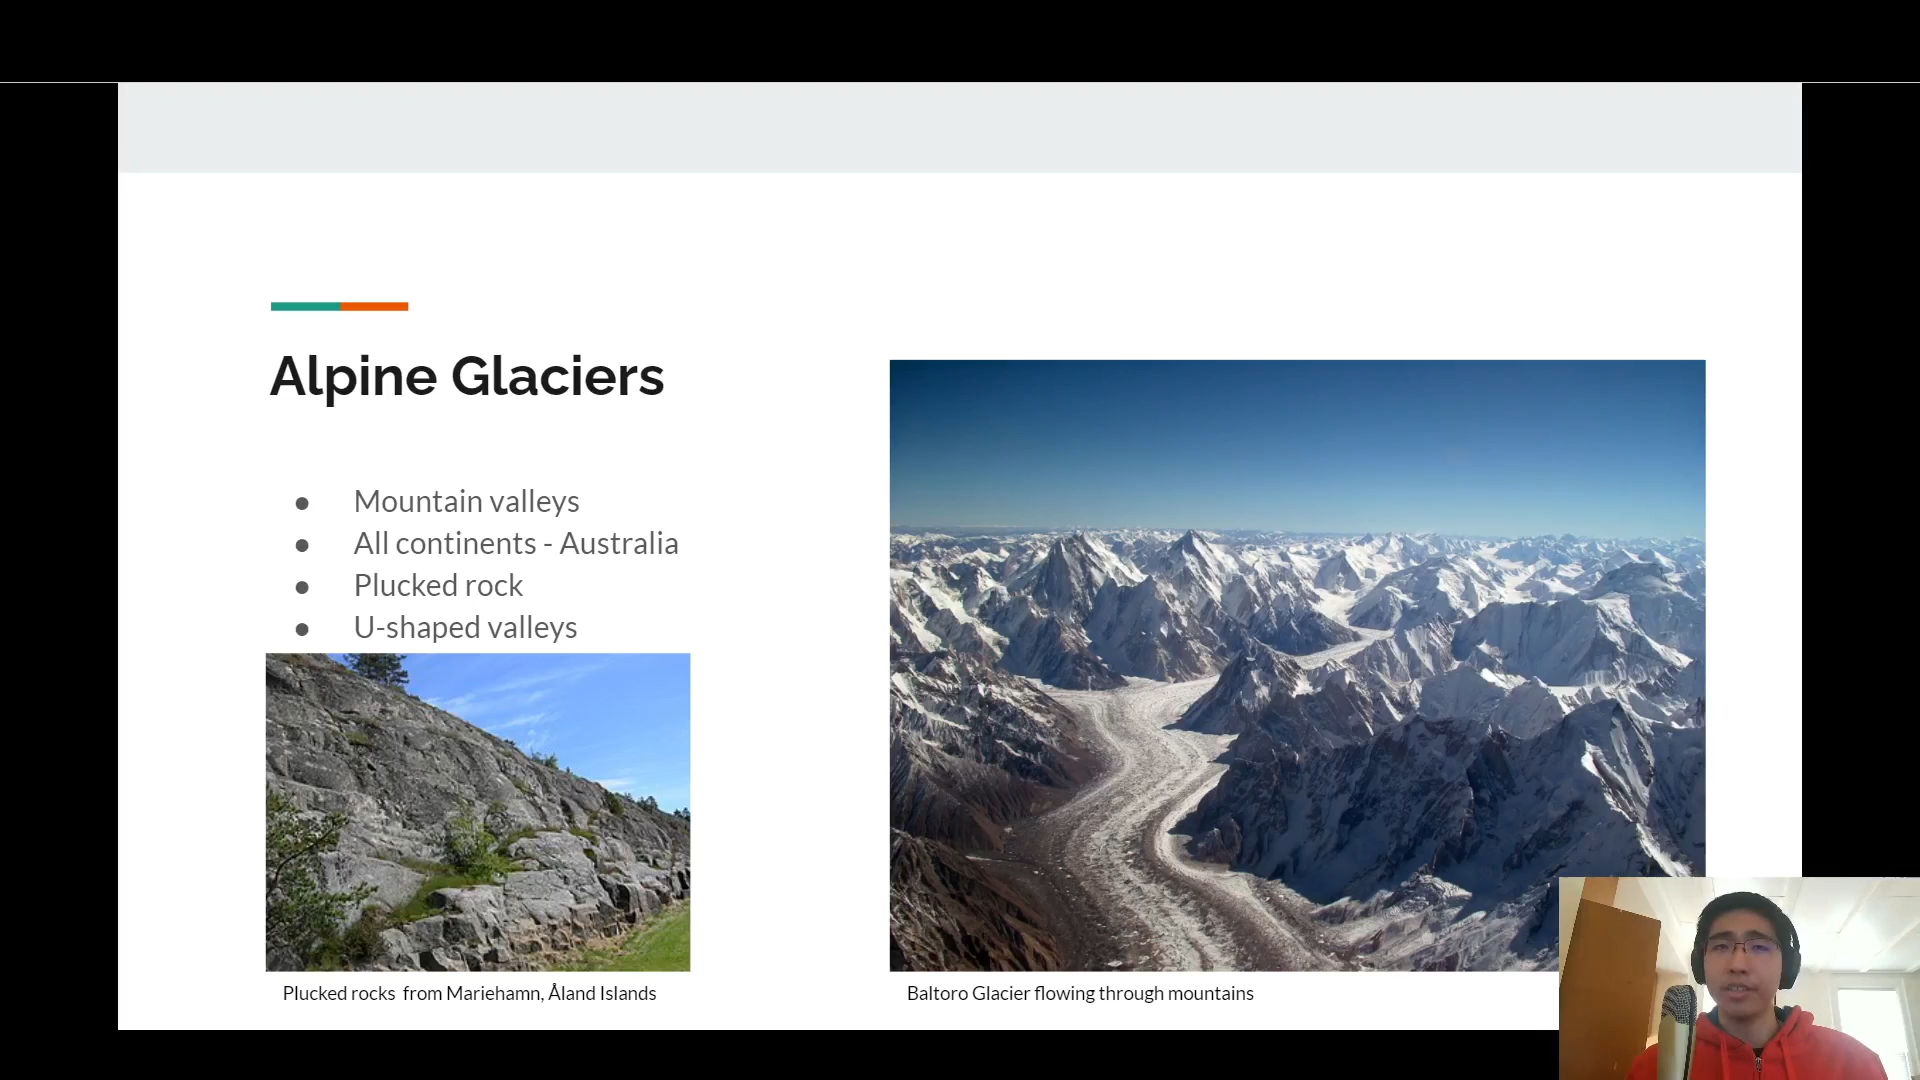 Alpine Glaciers
● Mountain valleys
● All continents - Australia
● Plucked rock
● U-shaped valleys
Plucked rocks from Mariehamn, Åland Islands
Baltoro Glacier flowing through mountains